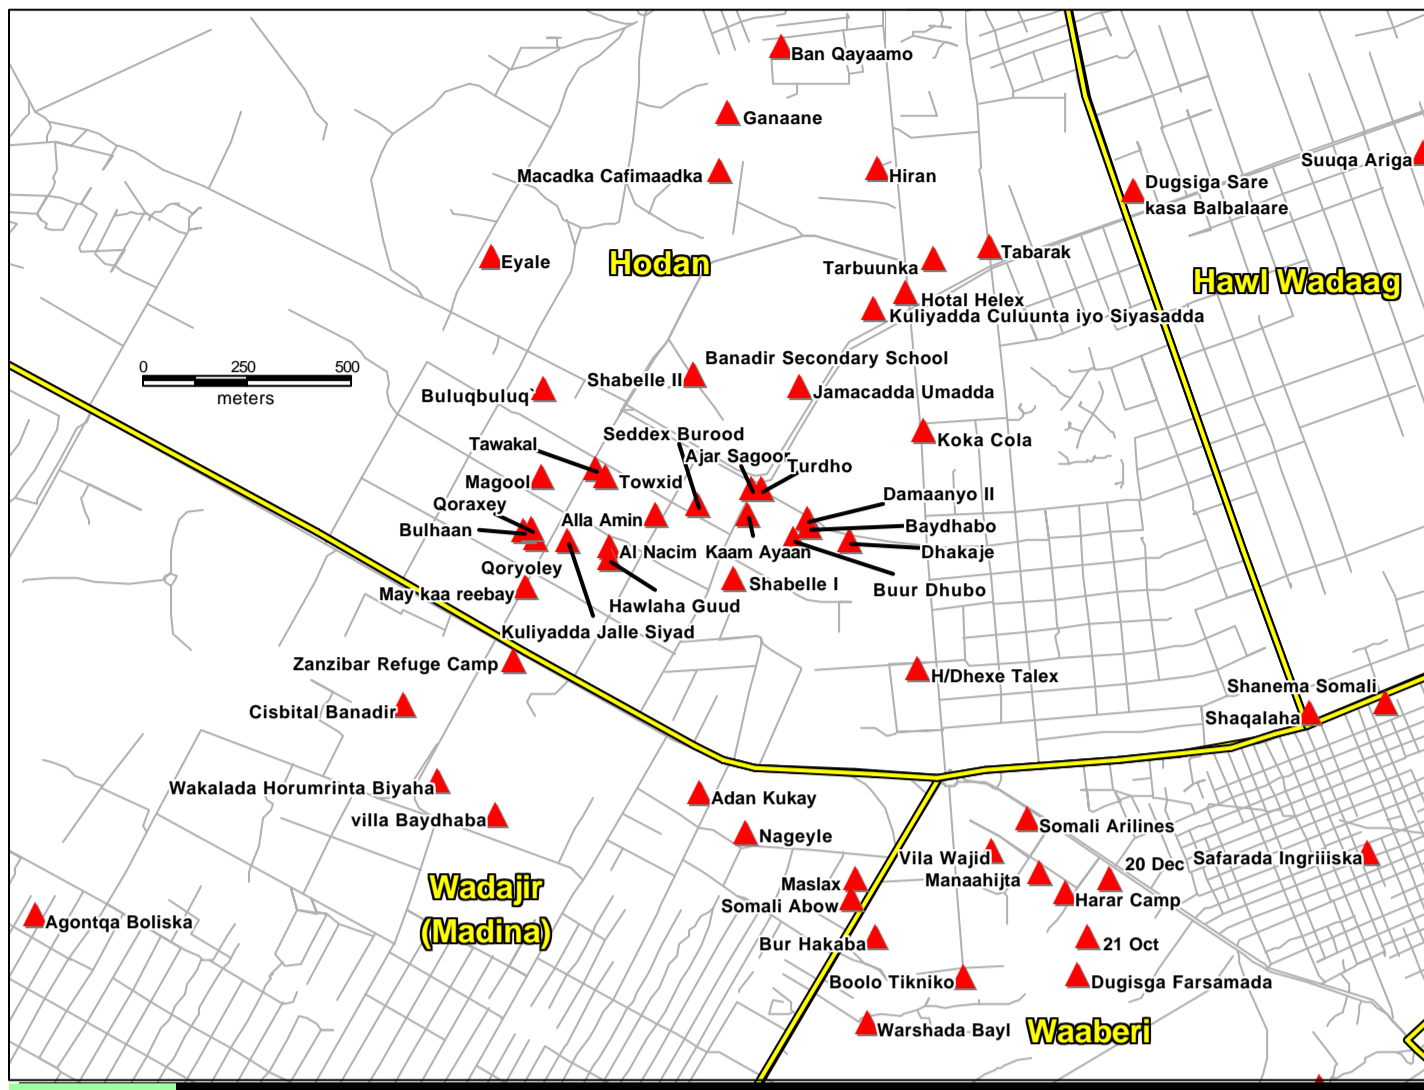 Ban Qayaamo
Ganaane
Suuqa Ariga
Macadka Cafimaadka
Hiran
Dugsiga Sare
kasa Balbalaare
Eyale
Hodan
Tarbuunka
Tabarak
Hawl Wadaag
Hotal Helex
Kuliyadda Culuunta iyo Siyasadda
0 250 500
meters
Banadir Secondary School
Shabelle II
Buluqbuluq
Jamacadda Umadda
Seddex Burood
Koka Cola
Tawakal
Ajar Sagoor
Turdho
Magool
Towxid
Damaanyo II
Qoraxey
Alla Amin
Baydhabo
Bulhaan
Al Nacim
Kaam Ayaan
Dhakaje
Qoryoley
Shabelle I
Buur Dhubo
May kaa reebay
Hawlaha Guud
Kuliyadda Jalle Siyad
Zanzibar Refuge Camp
H/Dhexe Talex
Shanema Somali
Cisbital Banadir
Shaqalaha
Wakalada Horumrinta Biyaha
Adan Kukay
villa Baydhaba
Somali Arilines
Nageyle
Vila Wajid
20 Dec
Safarada Ingriiiska
Maslax
Manaahijta
Wadajir
(Madina)
Somali Abow
Harar Camp
Agontqa Boliska
Bur Hakaba
21 Oct
Boolo Tikniko
Dugisga Farsamada
Warshada Bayl
Waaberi